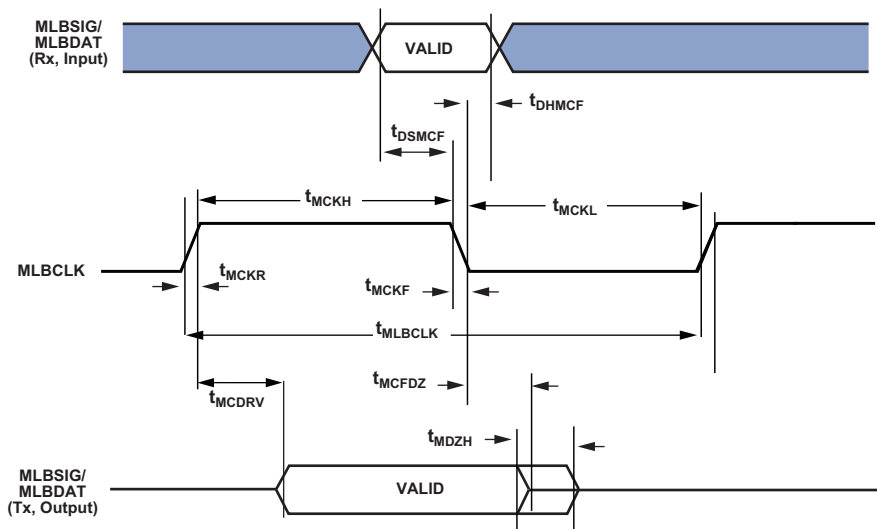 MLBSIG/
MLBDAT
(Rx, Input)
VALID
tDHMCF
tDSMCF
tMCKH
tMCKL
MLBCLK
tMCKR
tMCKF
tMLBCLK
tMCFDZ
tMCDRV
tMDZH
MLBSIG/
MLBDAT
(Tx, Output)
VALID